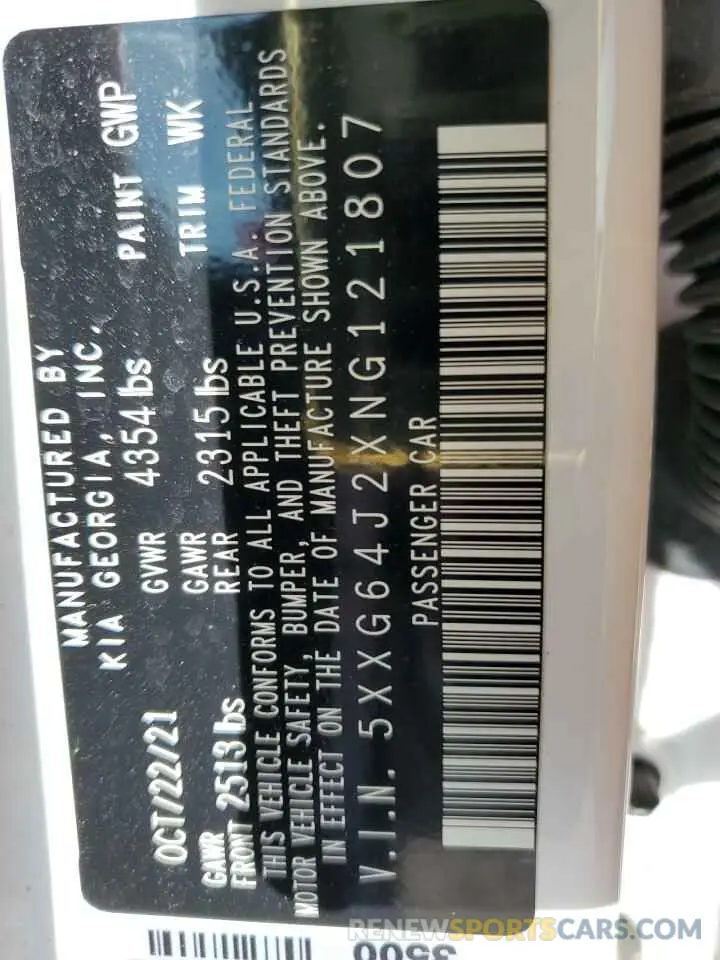 MANUFACTURED BY
KIA GEORGIA, INC.
OCT/22/21 GVWR 4354 lbs PAINT GWP
GAWR FRONT 2513 lbs GAWR REAR 2315 lbs TRIM WK
THIS VEHICLE CONFORMS TO ALL APPLICABLE U.S.A. FEDERAL
MOTOR VEHICLE SAFETY, BUMPER, AND THEFT PREVENTION STANDARDS
IN EFFECT ON THE DATE OF MANUFACTURE SHOWN ABOVE.
V.I.N. 5XXG64J2XNG121807
PASSENGER CAR
RENEWSPORTSCARS.COM